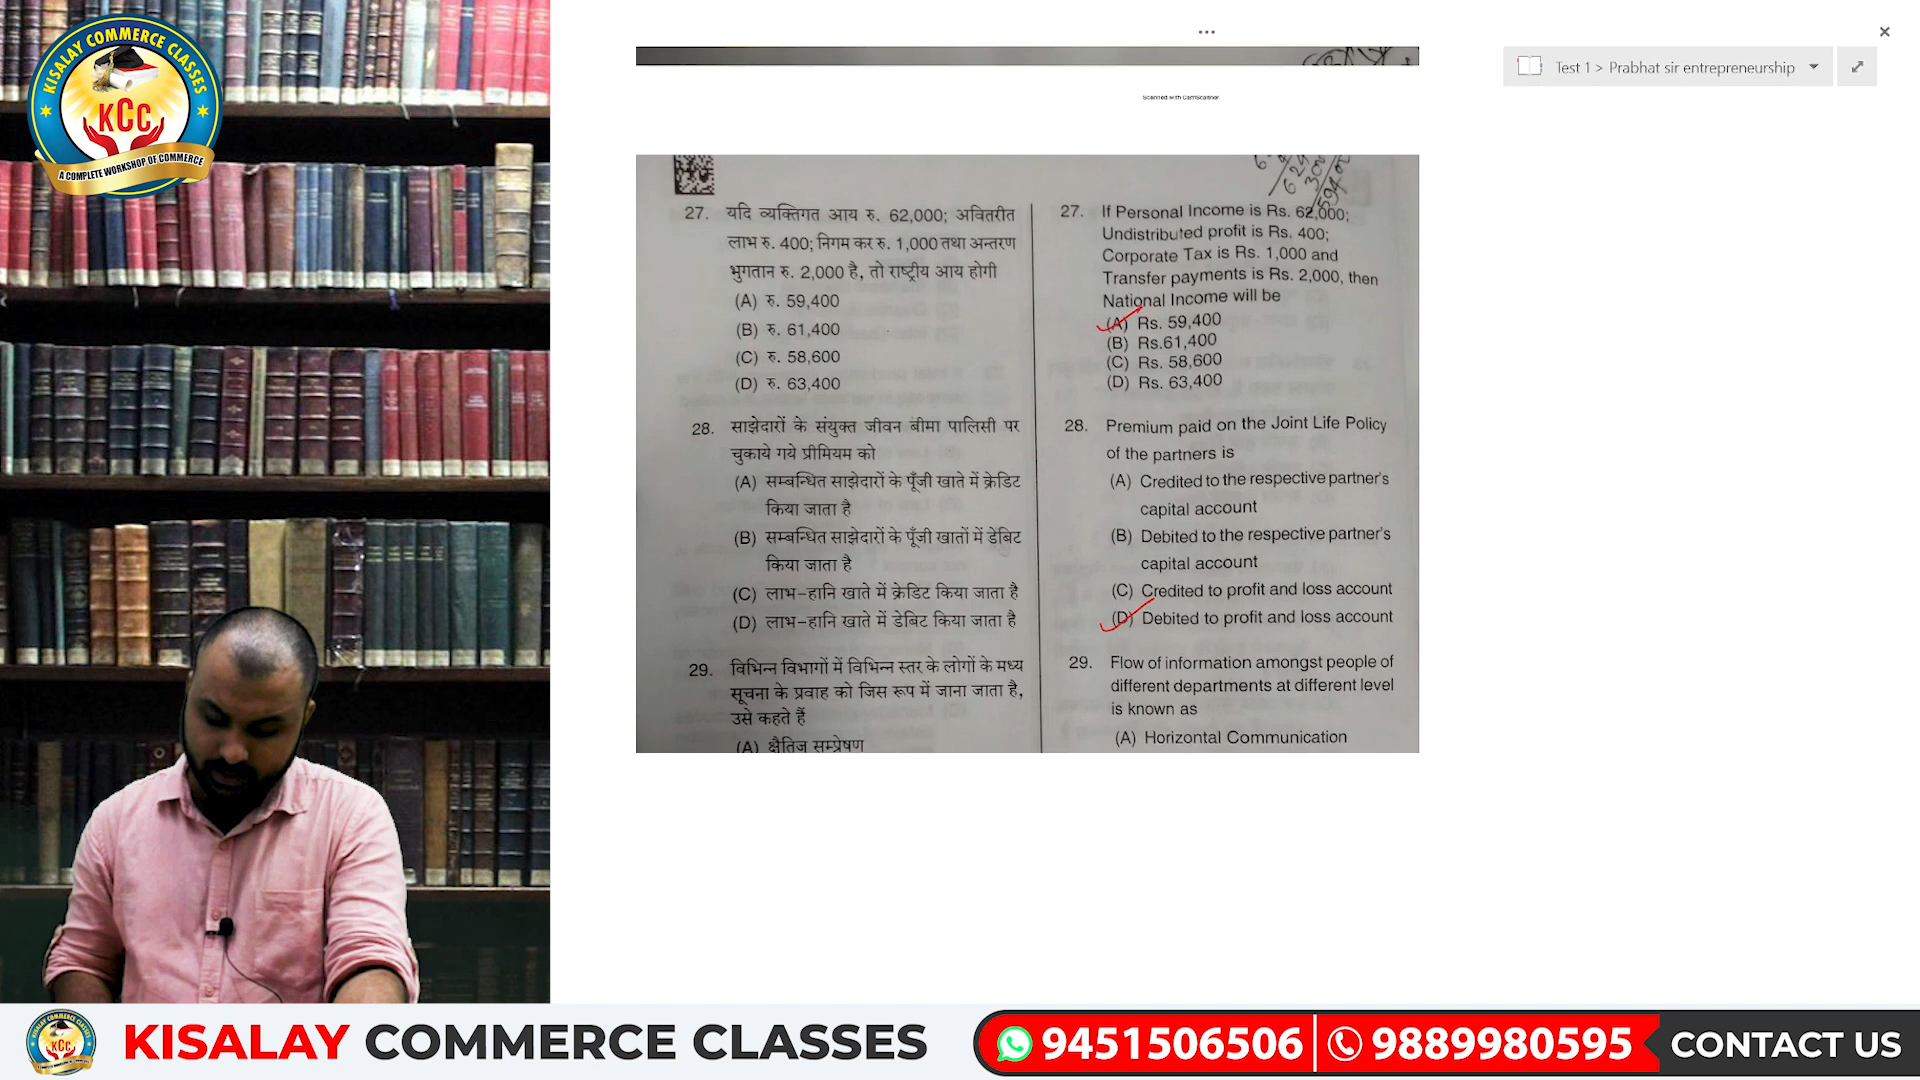 KISALAY COMMERCE CLASSES
KCC
A COMPLETE WORKSHOP OF COMMERCE
Test 1 > Prabhat sir entrepreneurship
Scanned with CamScanner
27. यदि व्यक्तिगत आय रु. 62,000; अवितरीत
लाभ रु. 400; निगम कर रु. 1,000 तथा अन्तरण
भुगतान रु. 2,000 है, तो राष्ट्रीय आय होगी
(A) रु. 59,400
(B) रु. 61,400
(C) रु. 58,600
(D) रु. 63,400
28. साझेदारों के संयुक्त जीवन बीमा पालिसी पर
चुकाये गये प्रीमियम को
(A) सम्बन्धित साझेदारों के पूँजी खाते में क्रेडिट
किया जाता है
(B) सम्बन्धित साझेदारों के पूँजी खातों में डेबिट
किया जाता है
(C) लाभ-हानि खाते में क्रेडिट किया जाता है
(D) लाभ-हानि खाते में डेबिट किया जाता है
29. विभिन्न विभागों में विभिन्न स्तर के लोगों के मध्य
सूचना के प्रवाह को जिस रूप में जाना जाता है,
उसे कहते हैं
(A) क्षैतिज सम्प्रेषण
27. If Personal Income is Rs. 62,000;
Undistributed profit is Rs. 400;
Corporate Tax is Rs. 1,000 and
Transfer payments is Rs. 2,000, then
National Income will be
(A) Rs. 59,400
(B) Rs.61,400
(C) Rs. 58,600
(D) Rs. 63,400
28. Premium paid on the Joint Life Policy
of the partners is
(A) Credited to the respective partner's
capital account
(B) Debited to the respective partner's
capital account
(C) Credited to profit and loss account
(D) Debited to profit and loss account
29. Flow of information amongst people of
different departments at different level
is known as
(A) Horizontal Communication
KISALAY COMMERCE CLASSES
9451506506
9889980595
CONTACT US